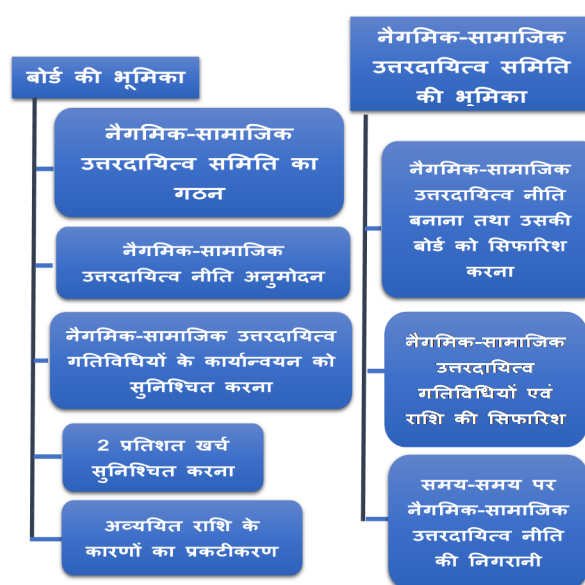 बोर्ड की भूमिका
नैगमिक-सामाजिक
उत्तरदायित्व समिति का
गठन
नैगमिक-सामाजिक
उत्तरदायित्व नीति अनुमोदन
नैगमिक-सामाजिक उत्तरदायित्व
गतिविधियों के कार्यान्वयन को
सुनिश्चित करना
2 प्रतिशत खर्च
सुनिश्चित करना
अव्ययित राशि के
कारणों का प्रकटीकरण
नैगमिक-सामाजिक
उत्तरदायित्व समिति
की भूमिका
नैगमिक-सामाजिक
उत्तरदायित्व नीति
बनाना तथा उसकी
बोर्ड को सिफारिश
करना
नैगमिक-सामाजिक
उत्तरदायित्व
गतिविधियों एवं
राशि की सिफारिश
समय-समय पर
नैगमिक-सामाजिक
उत्तरदायित्व नीति
की निगरानी